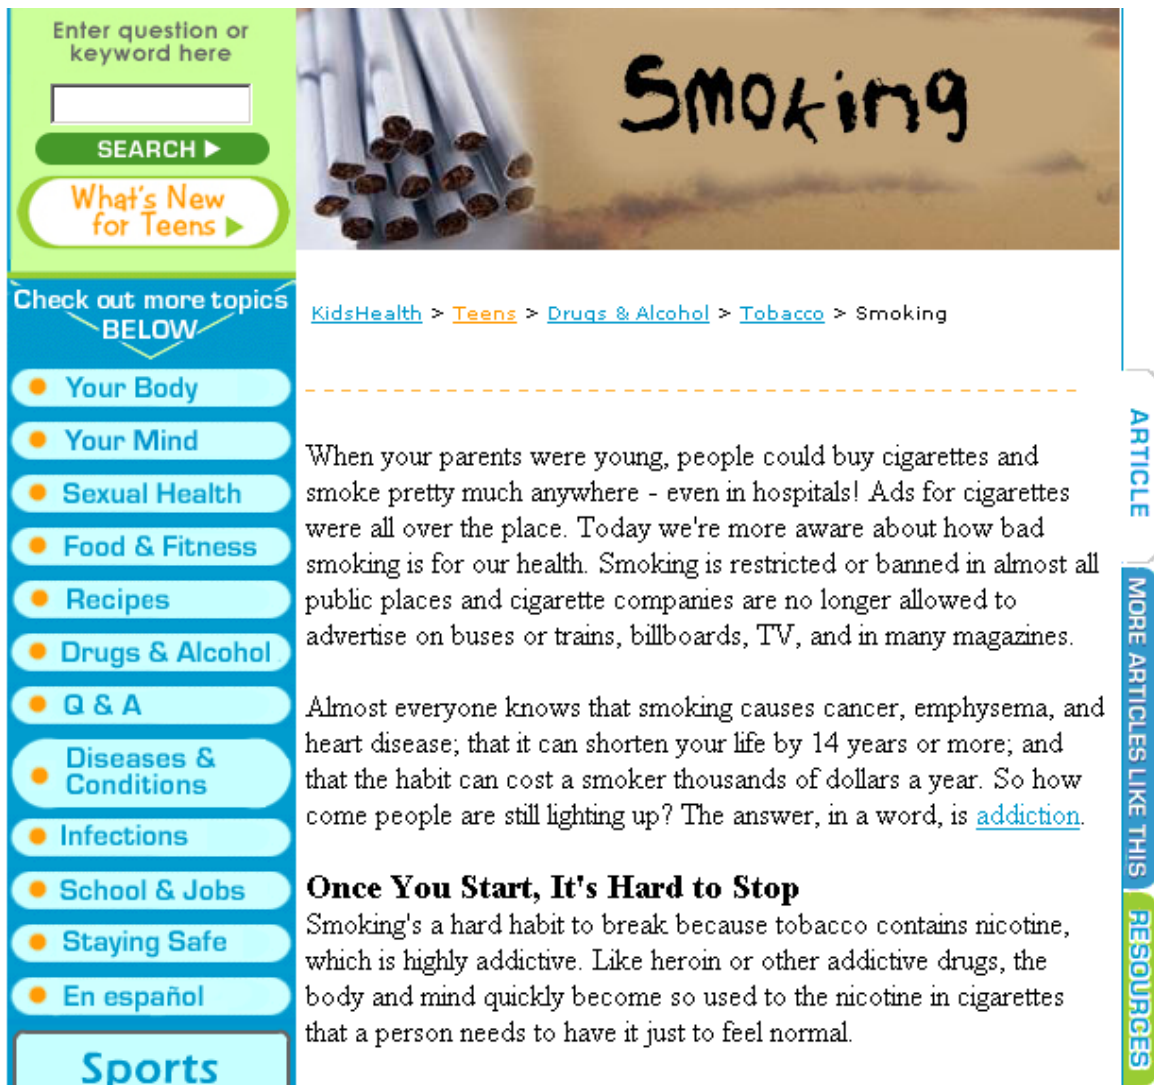 Enter question or
keyword here
SEARCH
What's New
for Teens
Check out more topics
BELOW
Your Body
Your Mind
Sexual Health
Food & Fitness
Recipes
Drugs & Alcohol
Q & A
Diseases &
Conditions
Infections
School & Jobs
Staying Safe
En español
Sports
Smoking
KidsHealth > Teens > Drugs & Alcohol > Tobacco > Smoking
When your parents were young, people could buy cigarettes and
smoke pretty much anywhere - even in hospitals! Ads for cigarettes
were all over the place. Today we're more aware about how bad
smoking is for our health. Smoking is restricted or banned in almost all
public places and cigarette companies are no longer allowed to
advertise on buses or trains, billboards, TV, and in many magazines.
Almost everyone knows that smoking causes cancer, emphysema, and
heart disease; that it can shorten your life by 14 years or more; and
that the habit can cost a smoker thousands of dollars a year. So how
come people are still lighting up? The answer, in a word, is addiction.
Once You Start, It's Hard to Stop
Smoking's a hard habit to break because tobacco contains nicotine,
which is highly addictive. Like heroin or other addictive drugs, the
body and mind quickly become so used to the nicotine in cigarettes
that a person needs to have it just to feel normal.
ARTICLE
MORE ARTICLES LIKE THIS
RESOURCES